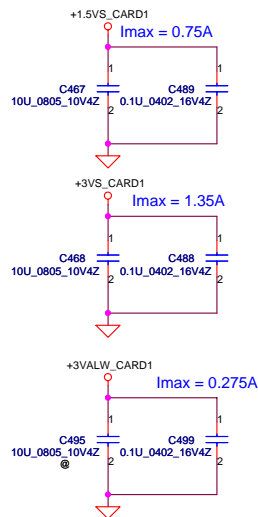 +1.5VS_CARD1
Imax = 0.75A
1 1
C467 C489
10U_0805_10V4Z 0.1U_0402_16V4Z
2 2
+3VS_CARD1
Imax = 1.35A
1 1
C468 C488
10U_0805_10V4Z 0.1U_0402_16V4Z
2 2
+3VALW_CARD1
Imax = 0.275A
1 1
C495 C499
10U_0805_10V4Z 0.1U_0402_16V4Z
@ 2 2